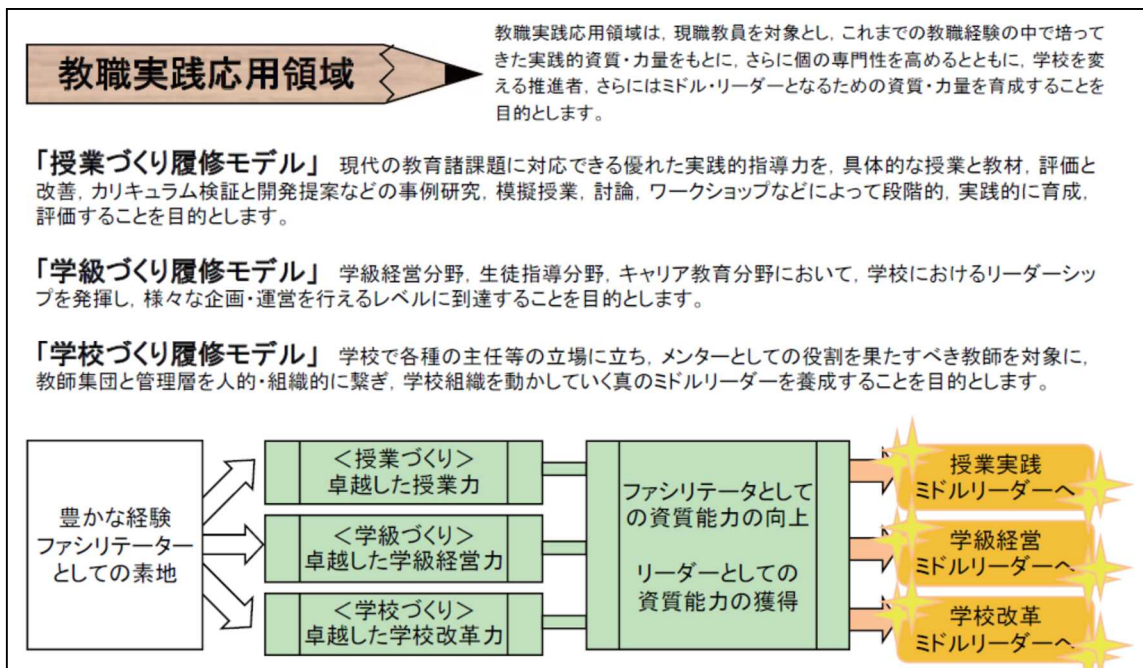 教職実践応用領域
教職実践応用領域は，現職教員を対象とし，これまでの教職経験の中で培って
きた実践的資質・力量をもとに，さらに個の専門性を高めるとともに，学校を変
える推進者，さらにはミドル・リーダーとなるための資質・力量を育成することを
目的とします。
「授業づくり履修モデル」 現代の教育諸課題に対応できる優れた実践的指導力を，具体的な授業と教材，評価と
改善，カリキュラム検証と開発提案などの事例研究，模擬授業，討論，ワークショップなどによって段階的，実践的に育成，
評価することを目的とします。
「学級づくり履修モデル」 学級経営分野，生徒指導分野，キャリア教育分野において，学校におけるリーダーシッ
プを発揮し，様々な企画・運営を行えるレベルに到達することを目的とします。
「学校づくり履修モデル」 学校で各種の主任等の立場に立ち，メンターとしての役割を果たすべき教師を対象に，
教師集団と管理層を人的・組織的に繋ぎ，学校組織を動かしていく真のミドルリーダーを養成することを目的とします。
豊かな経験
ファシリテーター
としての素地
＜授業づくり＞
卓越した授業力
＜学級づくり＞
卓越した学級経営力
＜学校づくり＞
卓越した学校改革力
ファシリテータとして
の資質能力の向上
リーダーとしての
資質能力の獲得
授業実践
ミドルリーダーへ
学級経営
ミドルリーダーへ
学校改革
ミドルリーダーへ